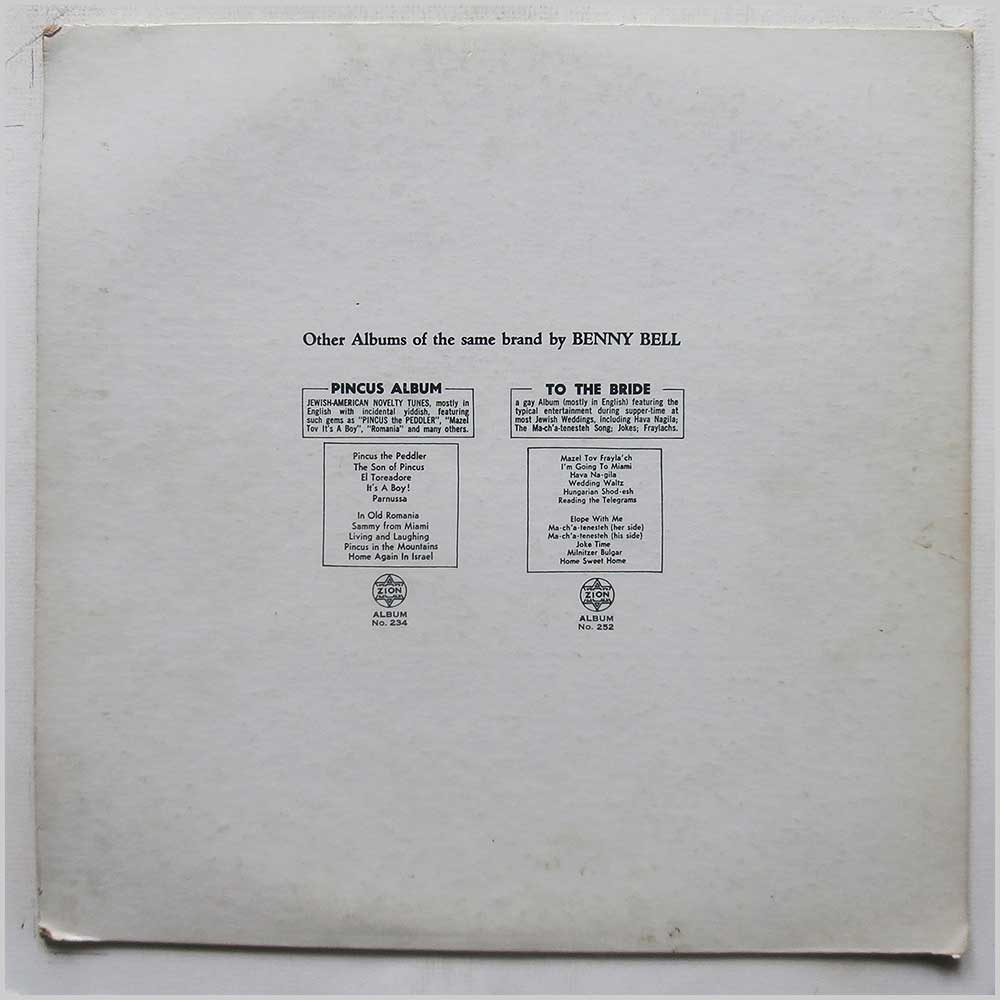 Other Albums of the same brand by BENNY BELL
PINCUS ALBUM
JEWISH-AMERICAN NOVELTY TUNES, mostly in
English with incidental yiddish, featuring
such gems as "PINCUS the PEDDLER", "Mazel
Tov It's A Boy", "Romania" and many others.
Pincus the Peddler
The Son of Pincus
El Toreadore
It's A Boy!
Parnussa
In Old Romania
Sammy from Miami
Living and Laughing
Pincus in the Mountains
Home Again In Israel
ZION
ALBUM
No. 234
TO THE BRIDE
a gay Album (mostly in English) featuring the
typical entertainment during supper-time at
most Jewish Weddings, including Hava Nagila;
The Ma-ch'a-tenesteh Song; Jokes; Fraylachs.
Mazel Tov Frayla'ch
I'm Going To Miami
Hava Na-gila
Wedding Waltz
Hungarian Shod-esh
Reading the Telegrams
Elope With Me
Ma-ch'a-tenesteh (her side)
Ma-ch'a-tenesteh (his side)
Joke Time
Milnitzer Bulgar
Home Sweet Home
ZION
ALBUM
No. 252